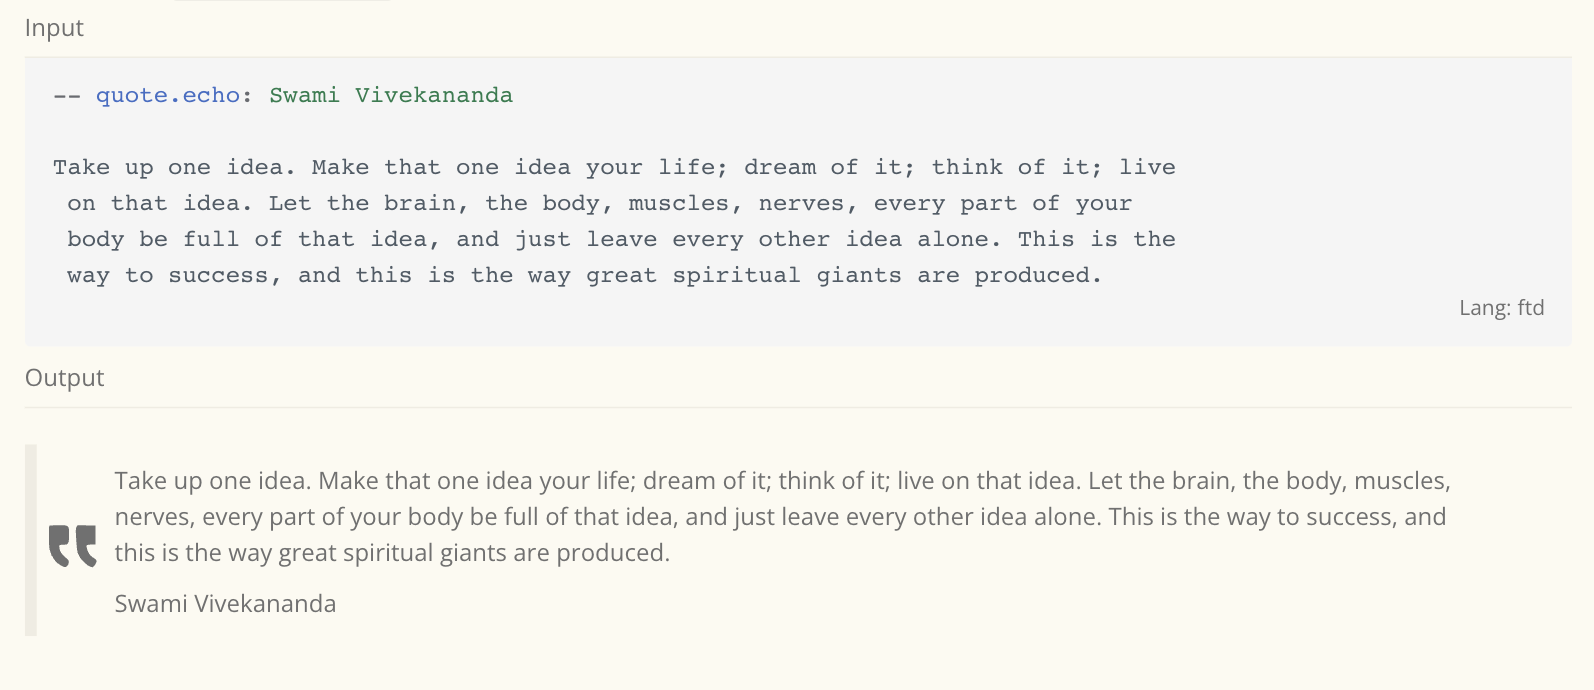 Input
-- quote.echo: Swami Vivekananda
Take up one idea. Make that one idea your life; dream of it; think of it; live
on that idea. Let the brain, the body, muscles, nerves, every part of your
body be full of that idea, and just leave every other idea alone. This is the
way to success, and this is the way great spiritual giants are produced.
Lang: ftd
Output
Take up one idea. Make that one idea your life; dream of it; think of it; live on that idea. Let the brain, the body, muscles,
nerves, every part of your body be full of that idea, and just leave every other idea alone. This is the way to success, and
this is the way great spiritual giants are produced.
Swami Vivekananda